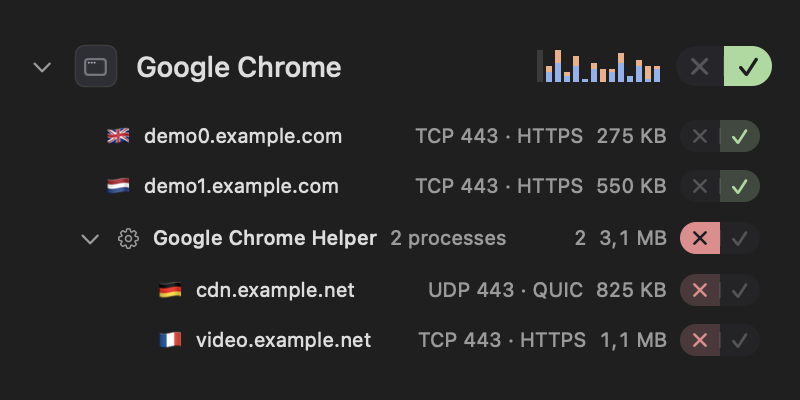 Google Chrome
demo0.example.com TCP 443 · HTTPS 275 KB
demo1.example.com TCP 443 · HTTPS 550 KB
Google Chrome Helper 2 processes 2 3,1 MB
cdn.example.net UDP 443 · QUIC 825 KB
video.example.net TCP 443 · HTTPS 1,1 MB